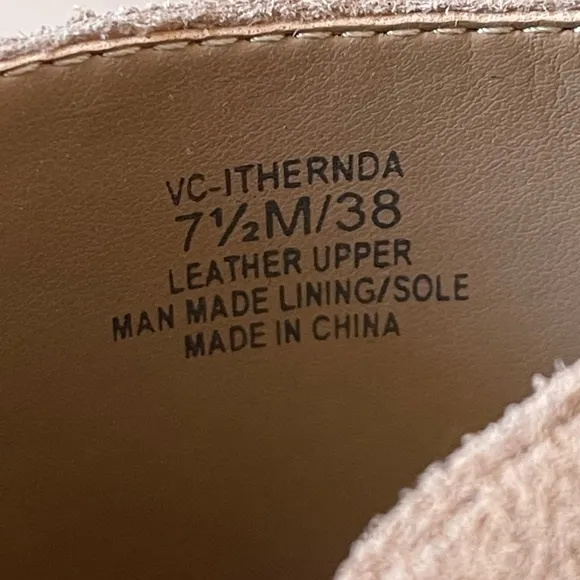 VC-ITHERNDA
7½M/38
LEATHER UPPER
MAN MADE LINING/SOLE
MADE IN CHINA